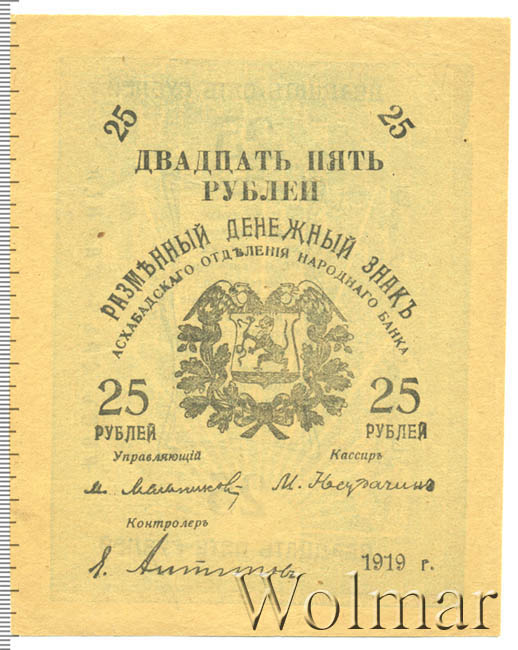 25 25
ДВАДЦАТЬ ПЯТЬ
РУБЛЕЙ
РАЗМѢННЫЙ ДЕНЕЖНЫЙ ЗНАКЪ
АСХАБАДСКАГО ОТДѢЛЕНІЯ НАРОДНАГО БАНКА
25 25
РУБЛЕЙ РУБЛЕЙ
Управляющій Кассиръ
М.
Контролеръ
1919 г.
Wolmar